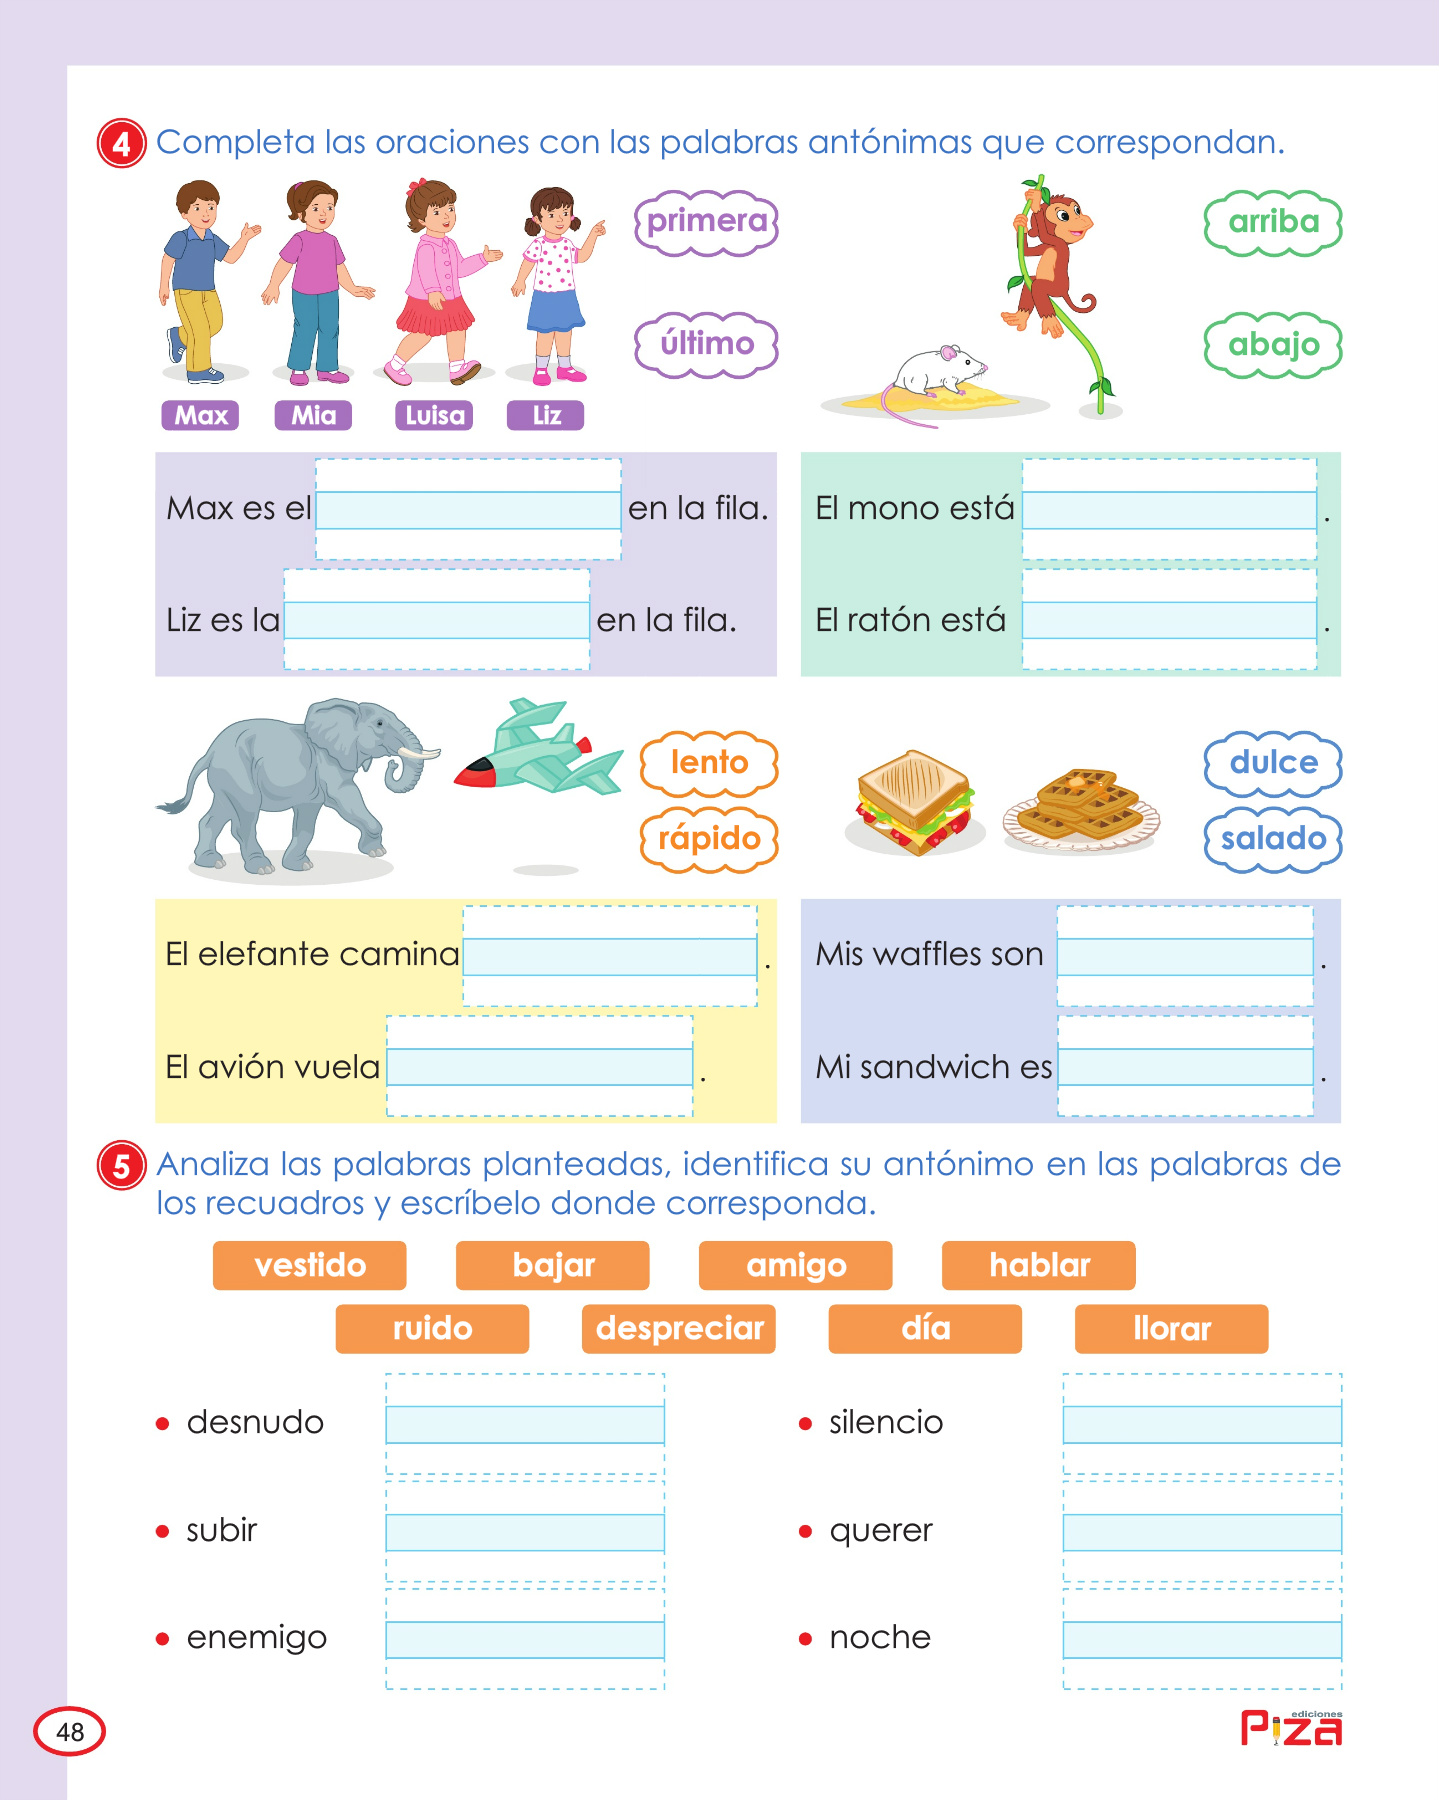 4 Completa las oraciones con las palabras antónimas que correspondan.
primera
último
Max Mia Luisa Liz
arriba
abajo
Max es el en la fila.
Liz es la en la fila.
El mono está .
El ratón está .
lento
rápido
dulce
salado
El elefante camina .
El avión vuela .
Mis waffles son .
Mi sandwich es .
5 Analiza las palabras planteadas, identifica su antónimo en las palabras de
los recuadros y escríbelo donde corresponda.
vestido bajar amigo hablar
ruido despreciar día llorar
• desnudo
• subir
• enemigo
• silencio
• querer
• noche
48
ediciones
Piza